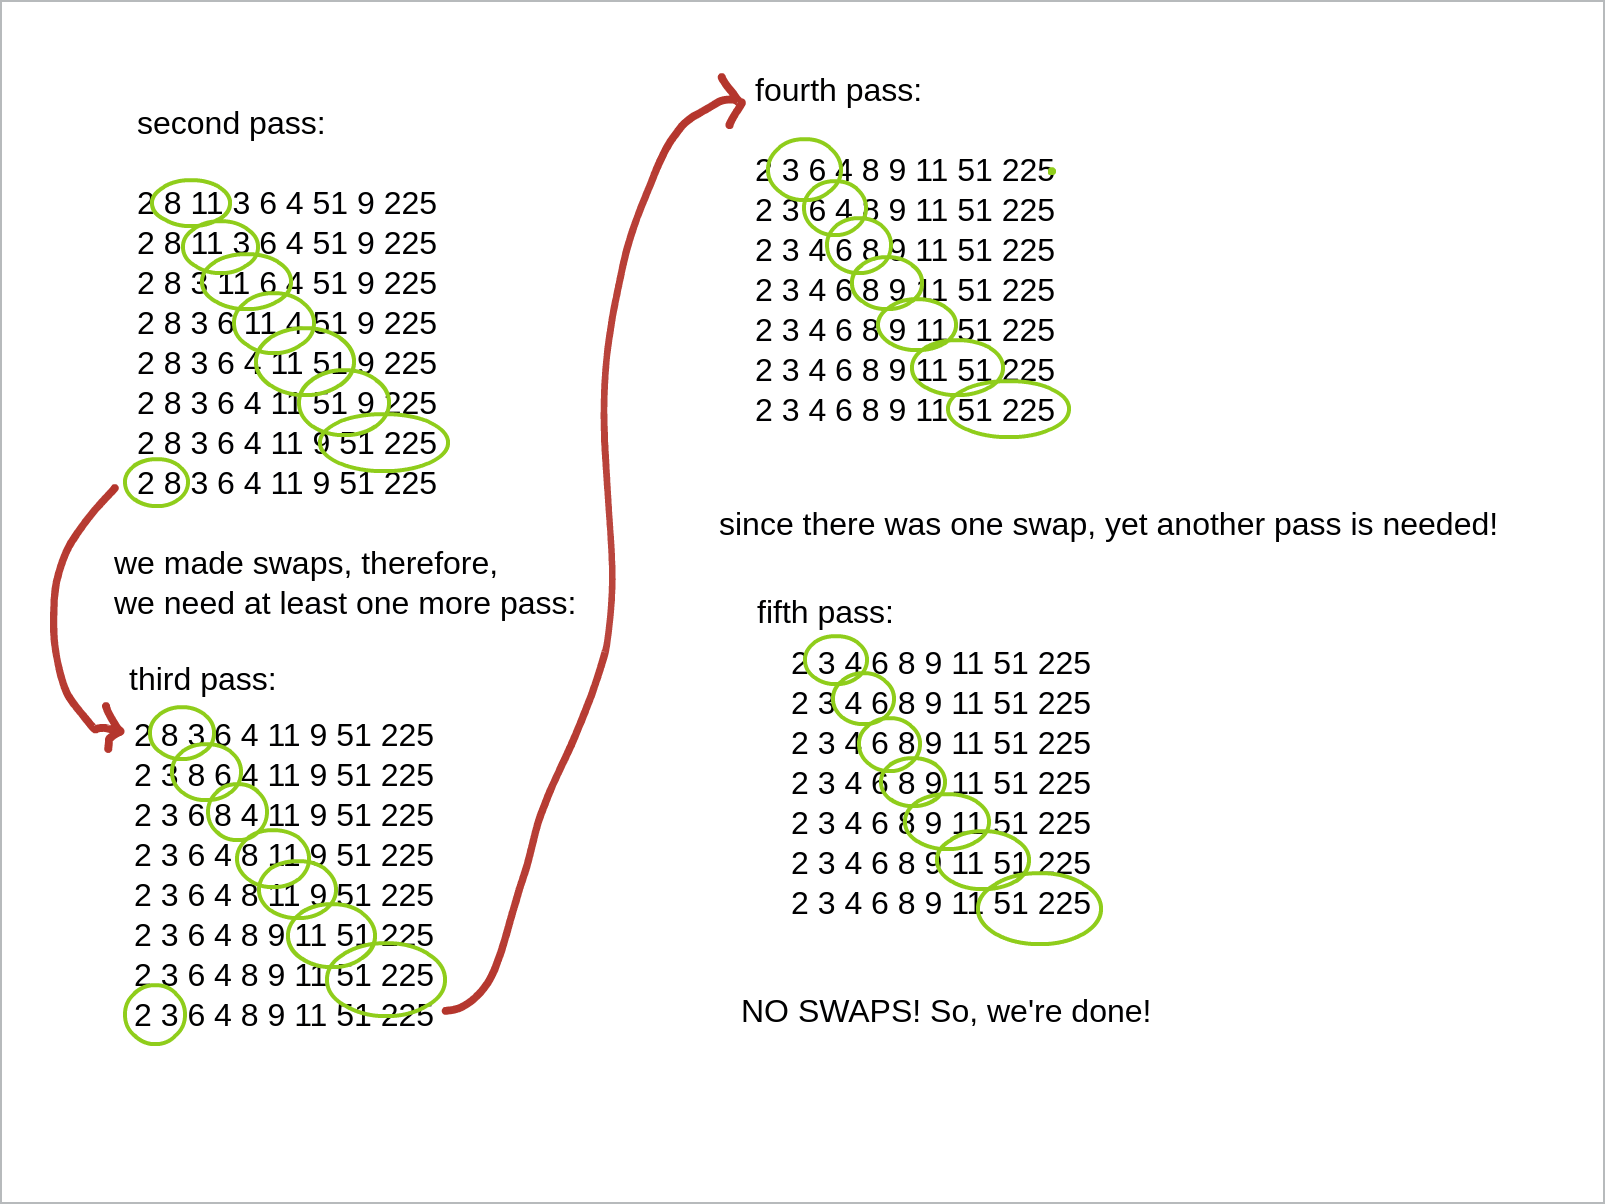 second pass:
2 8 11 3 6 4 51 9 225
2 8 11 3 6 4 51 9 225
2 8 3 11 6 4 51 9 225
2 8 3 6 11 4 51 9 225
2 8 3 6 4 11 51 9 225
2 8 3 6 4 11 51 9 225
2 8 3 6 4 11 9 51 225
2 8 3 6 4 11 9 51 225
we made swaps, therefore,
we need at least one more pass:
third pass:
2 8 3 6 4 11 9 51 225
2 3 8 6 4 11 9 51 225
2 3 6 8 4 11 9 51 225
2 3 6 4 8 11 9 51 225
2 3 6 4 8 11 9 51 225
2 3 6 4 8 9 11 51 225
2 3 6 4 8 9 11 51 225
2 3 6 4 8 9 11 51 225
fourth pass:
2 3 6 4 8 9 11 51 225
2 3 6 4 8 9 11 51 225
2 3 4 6 8 9 11 51 225
2 3 4 6 8 9 11 51 225
2 3 4 6 8 9 11 51 225
2 3 4 6 8 9 11 51 225
2 3 4 6 8 9 11 51 225
since there was one swap, yet another pass is needed!
fifth pass:
2 3 4 6 8 9 11 51 225
2 3 4 6 8 9 11 51 225
2 3 4 6 8 9 11 51 225
2 3 4 6 8 9 11 51 225
2 3 4 6 8 9 11 51 225
2 3 4 6 8 9 11 51 225
2 3 4 6 8 9 11 51 225
NO SWAPS! So, we're done!